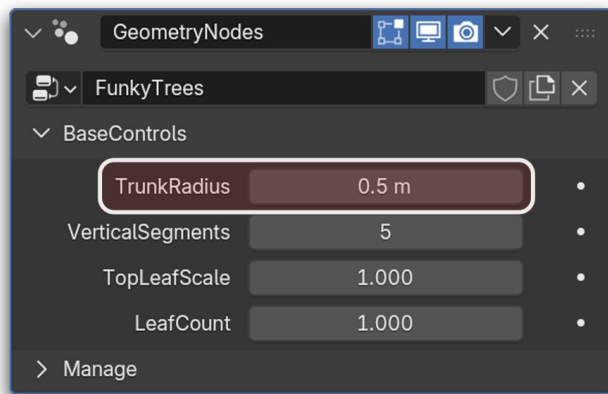 GeometryNodes
FunkyTrees
BaseControls
TrunkRadius 0.5 m
VerticalSegments 5
TopLeafScale 1.000
LeafCount 1.000
Manage